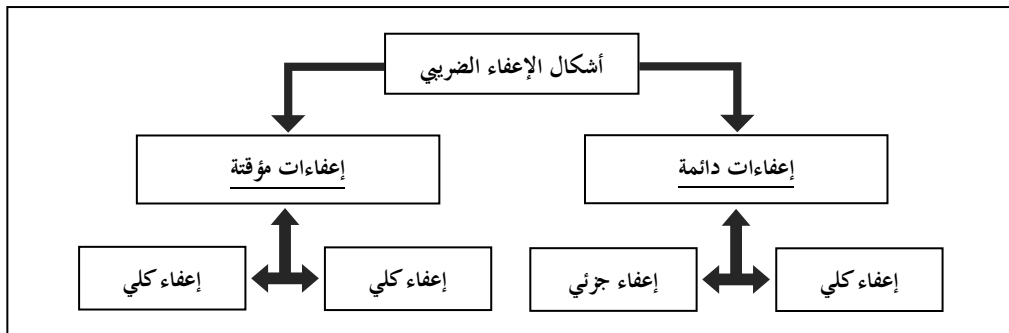 أشكال الإعفاء الضريبي
إعفاءات دائمة
إعفاءات مؤقتة
إعفاء كلي
إعفاء جزئي
إعفاء كلي
إعفاء كلي